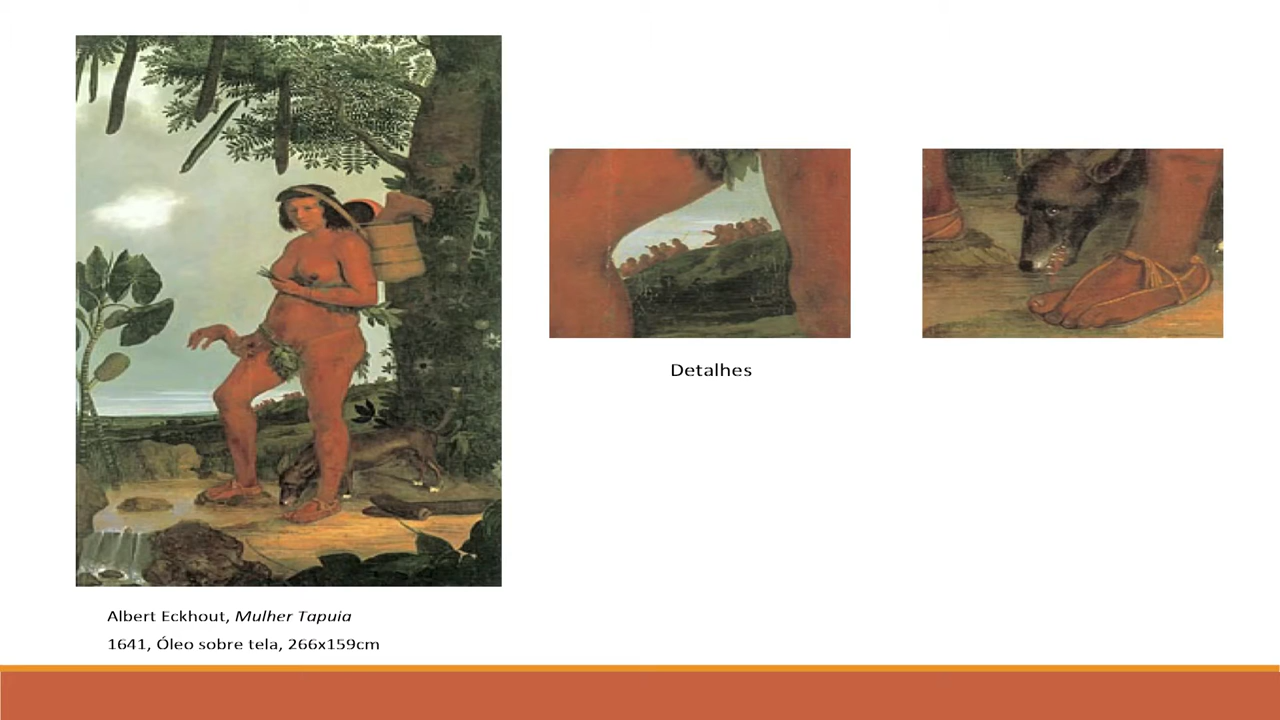 Detalhes
Albert Eckhout, Mulher Tapuia
1641, Óleo sobre tela, 266x159cm